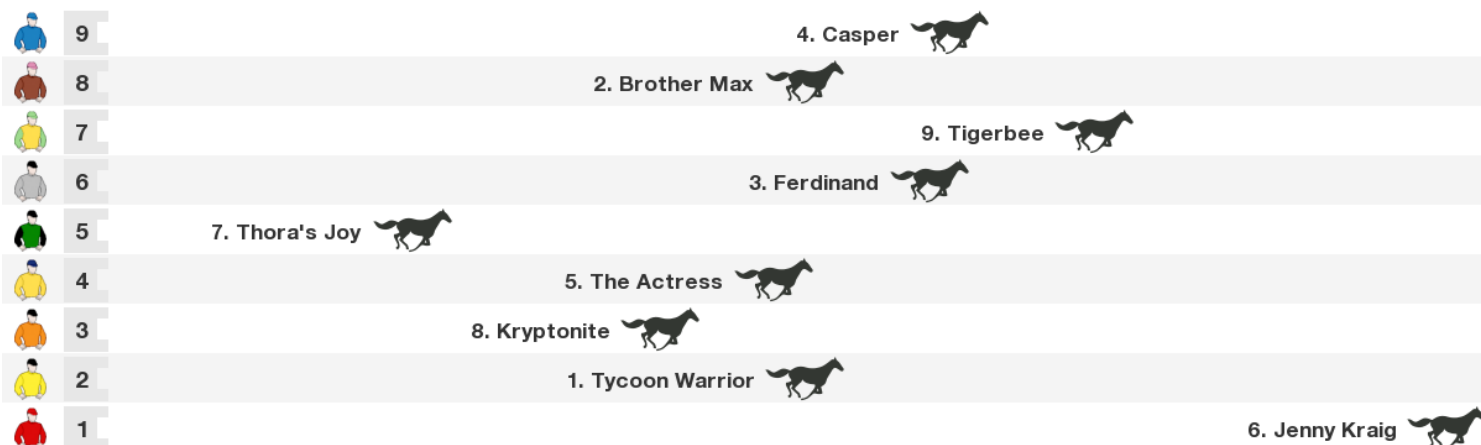 9 4. Casper
8 2. Brother Max
7 9. Tigerbee
6 3. Ferdinand
5 7. Thora's Joy
4 5. The Actress
3 8. Kryptonite
2 1. Tycoon Warrior
1 6. Jenny Kraig